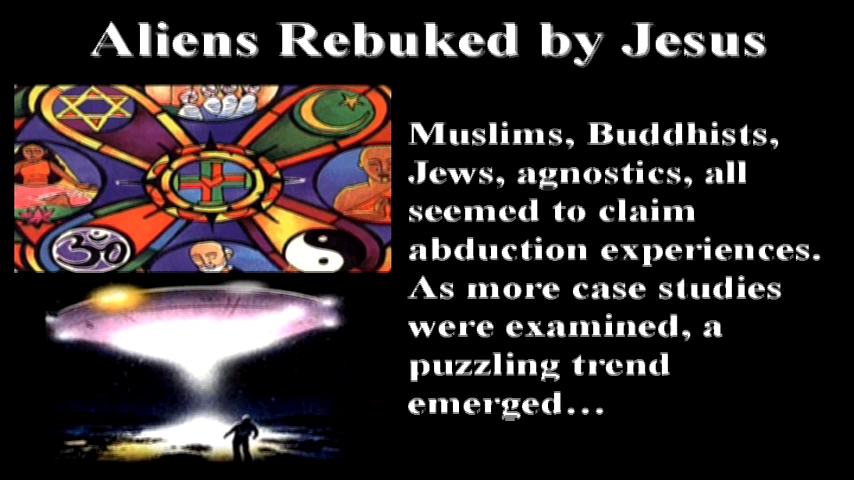 Aliens Rebuked by Jesus
Muslims, Buddhists,
Jews, agnostics, all
seemed to claim
abduction experiences.
As more case studies
were examined, a
puzzling trend
emerged...
ॐ